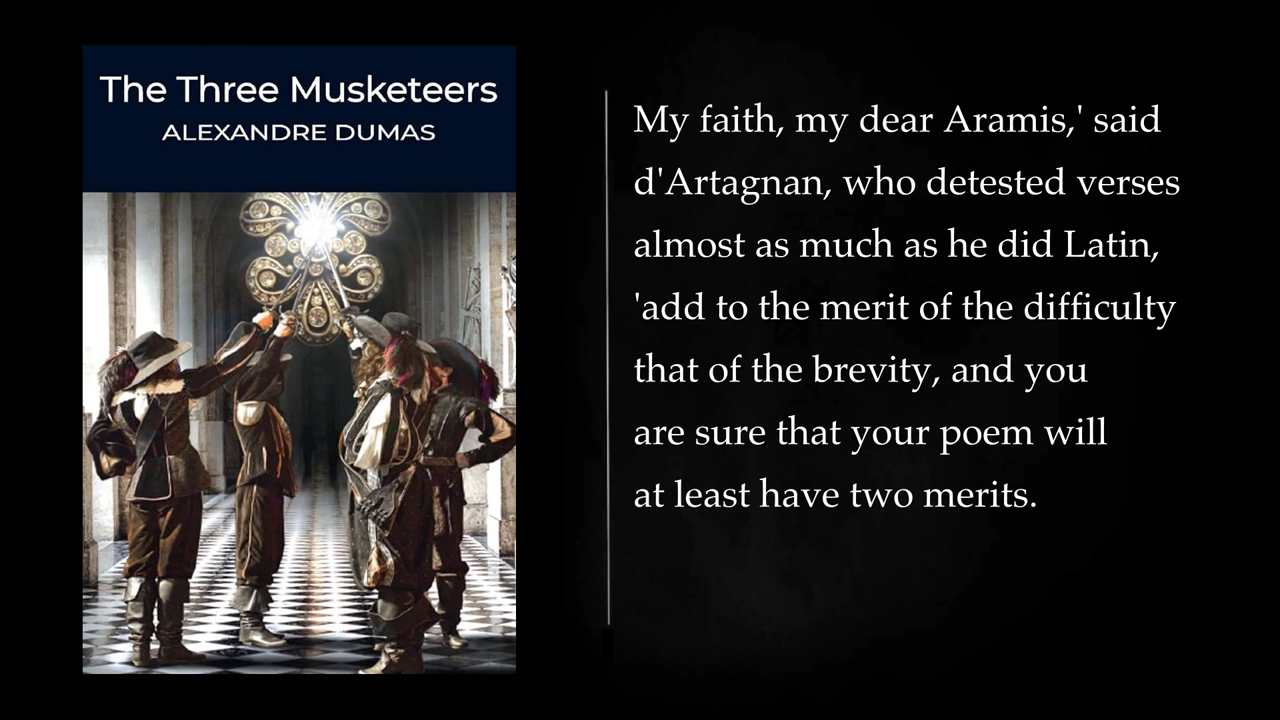 The Three Musketeers
ALEXANDRE DUMAS
My faith, my dear Aramis,' said
d'Artagnan, who detested verses
almost as much as he did Latin,
'add to the merit of the difficulty
that of the brevity, and you
are sure that your poem will
at least have two merits.